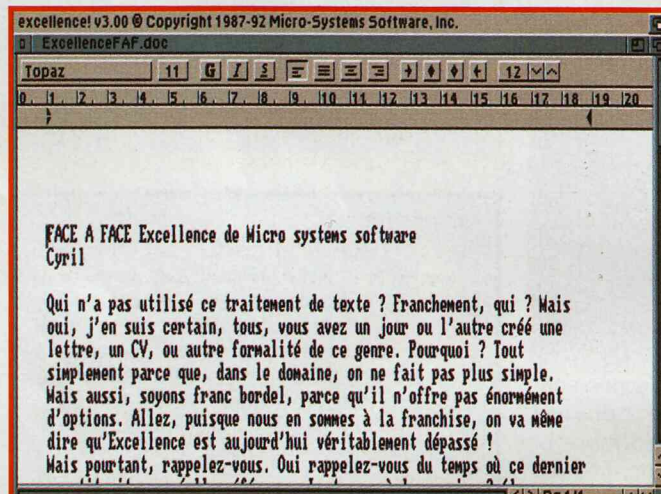 excellence! v3.00 © Copyright 1987-92 Micro-Systems Software, Inc.
ExcellenceFAF.doc
Topaz 11 G I S 12
0. 1. 2. 3. 4. 5. 6. 7. 8. 9. 10 11 12 13 14 15 16 17 18 19 20
FACE A FACE Excellence de Micro systems software
Cyril
Qui n'a pas utilisé ce traitement de texte ? Franchement, qui ? Mais
oui, j'en suis certain, tous, vous avez un jour ou l'autre créé une
lettre, un CV, ou autre formalité de ce genre. Pourquoi ? Tout
simplement parce que, dans le domaine, on ne fait pas plus simple.
Mais aussi, soyons franc bordel, parce qu'il n'offre pas énormément
d'options. Allez, puisque nous en sommes à la franchise, on va même
dire qu'Excellence est aujourd'hui véritablement dépassé !
Mais pourtant, rappelez-vous. Oui rappelez-vous du temps où ce dernier